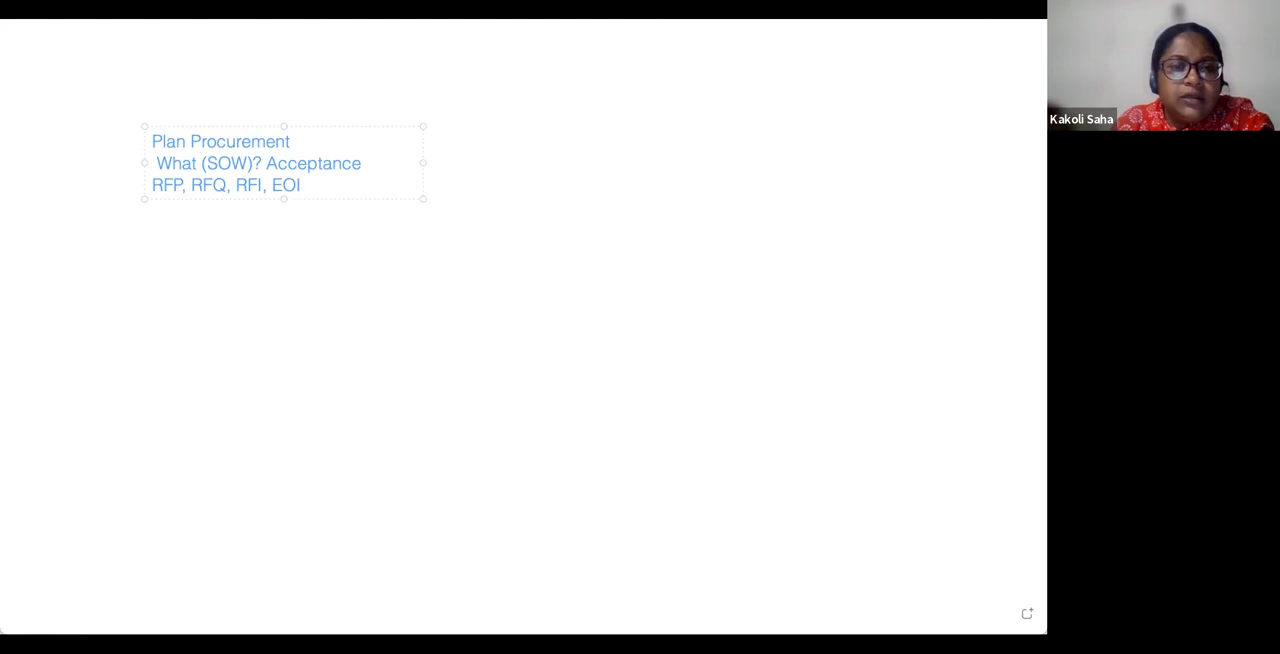 Plan Procurement
What (SOW)? Acceptance
RFP, RFQ, RFI, EOI
Kakoli Saha